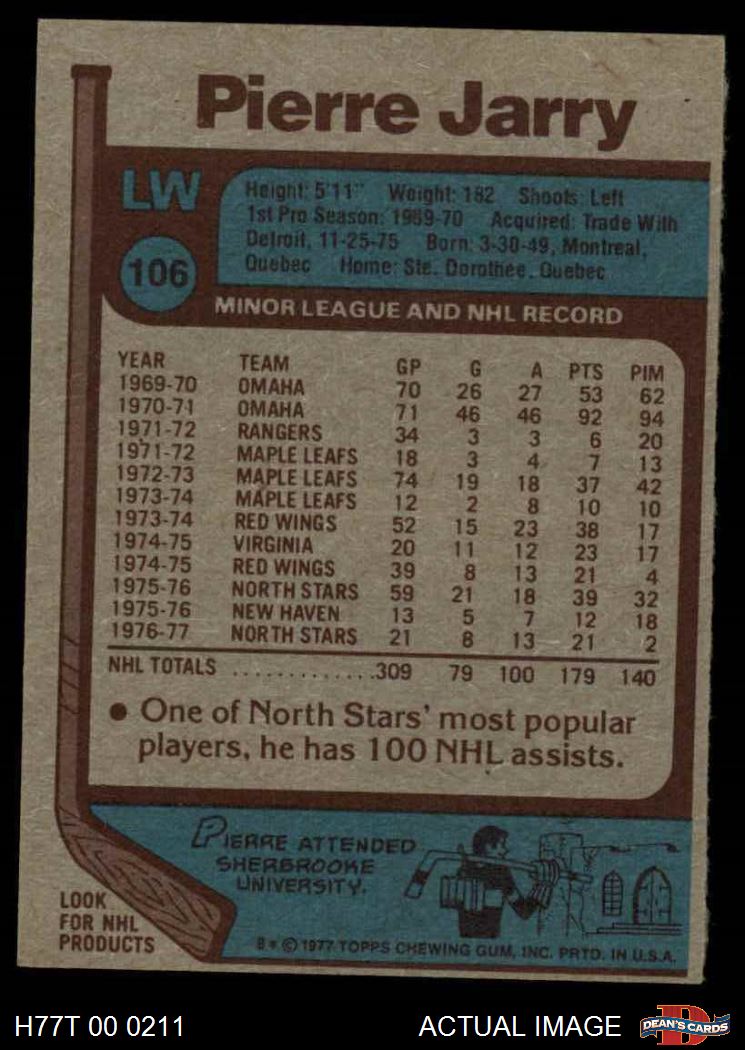 Pierre Jarry
LW
Height: 5'11" Weight: 182 Shoots: Left
1st Pro Season: 1969-70 Acquired: Trade With
Detroit, 11-25-75 Born: 3-30-49, Montreal,
Quebec Home: Ste. Dorothée, Quebec
106
MINOR LEAGUE AND NHL RECORD
YEAR TEAM GP G A PTS PIM
1969-70 OMAHA 70 26 27 53 62
1970-71 OMAHA 71 46 46 92 94
1971-72 RANGERS 34 3 3 6 20
1971-72 MAPLE LEAFS 18 3 4 7 13
1972-73 MAPLE LEAFS 74 19 18 37 42
1973-74 MAPLE LEAFS 12 2 8 10 10
1973-74 RED WINGS 52 15 23 38 17
1974-75 VIRGINIA 20 11 12 23 17
1974-75 RED WINGS 39 8 13 21 4
1975-76 NORTH STARS 59 21 18 39 32
1975-76 NEW HAVEN 13 5 7 12 18
1976-77 NORTH STARS 21 8 13 21 2
NHL TOTALS .............309 79 100 179 140
● One of North Stars' most popular
players, he has 100 NHL assists.
PIERRE ATTENDED
SHERBROOKE
UNIVERSITY.
LOOK
FOR NHL
PRODUCTS
B * © 1977 TOPPS CHEWING GUM, INC. PRTD. IN U.S.A.
H77T 00 0211 ACTUAL IMAGE D DEAN'S CARDS